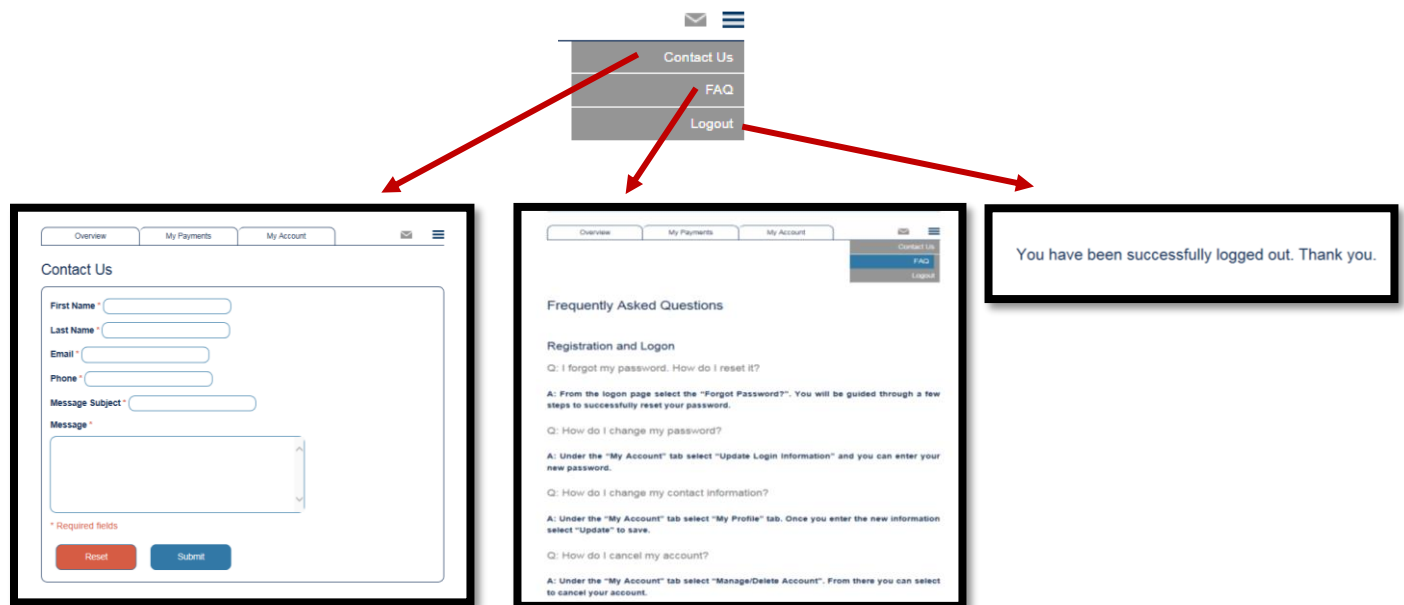 Contact Us
FAQ
Logout
Overview My Payments My Account
Contact Us
First Name *
Last Name *
Email *
Phone *
Message Subject *
Message *
* Required fields
Reset Submit
Overview My Payments My Account
Contact Us
FAQ
Logout
Frequently Asked Questions
Registration and Logon
Q: I forgot my password. How do I reset it?
A: From the logon page select the "Forgot Password?". You will be guided through a few
steps to successfully reset your password.
Q: How do I change my password?
A: Under the "My Account" tab select "Update Login Information" and you can enter your
new password.
Q: How do I change my contact information?
A: Under the "My Account" tab select "My Profile" tab. Once you enter the new information
select "Update" to save.
Q: How do I cancel my account?
A: Under the "My Account" tab select "Manage/Delete Account". From there you can select
to cancel your account.
You have been successfully logged out. Thank you.